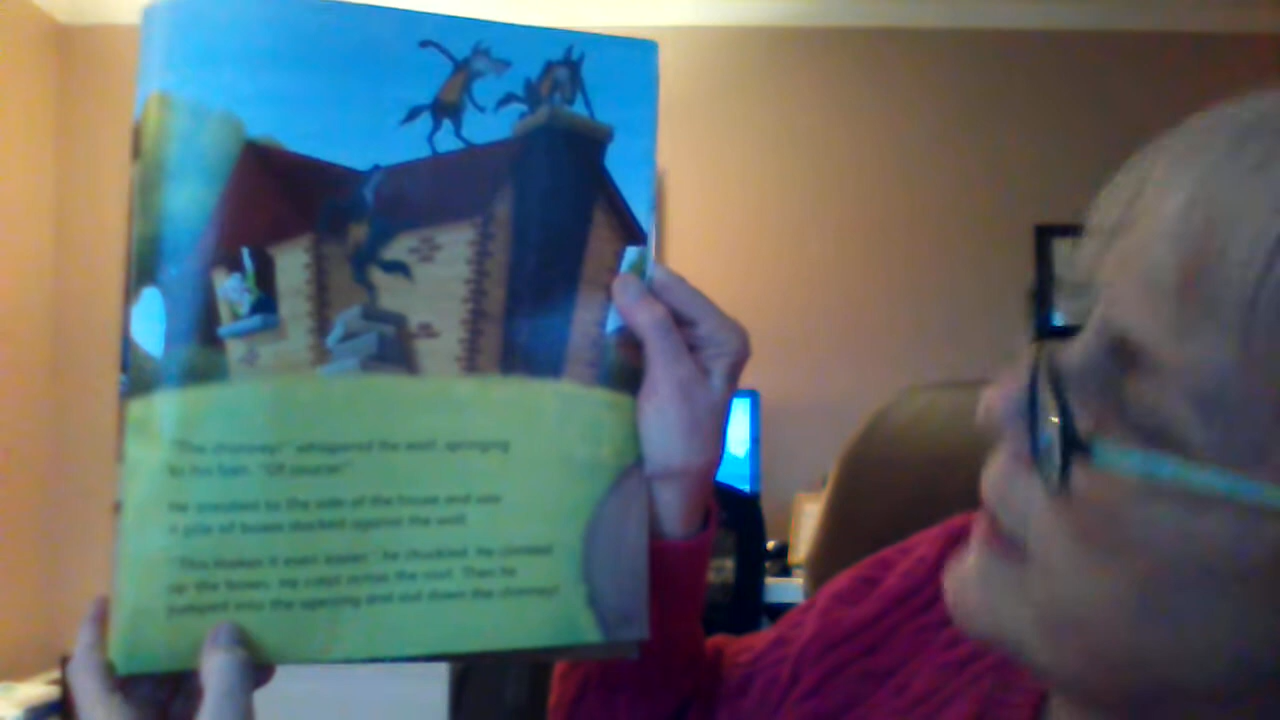 "The chimney!" whispered the wolf, springing
to his feet. "Of course!"
He sneaked to the side of the house and saw
a pile of boxes stacked against the wall.
"This makes it even easier," he chuckled. He climbed
up the boxes. He crept across the roof. Then he
jumped into the opening and slid down the chimney!